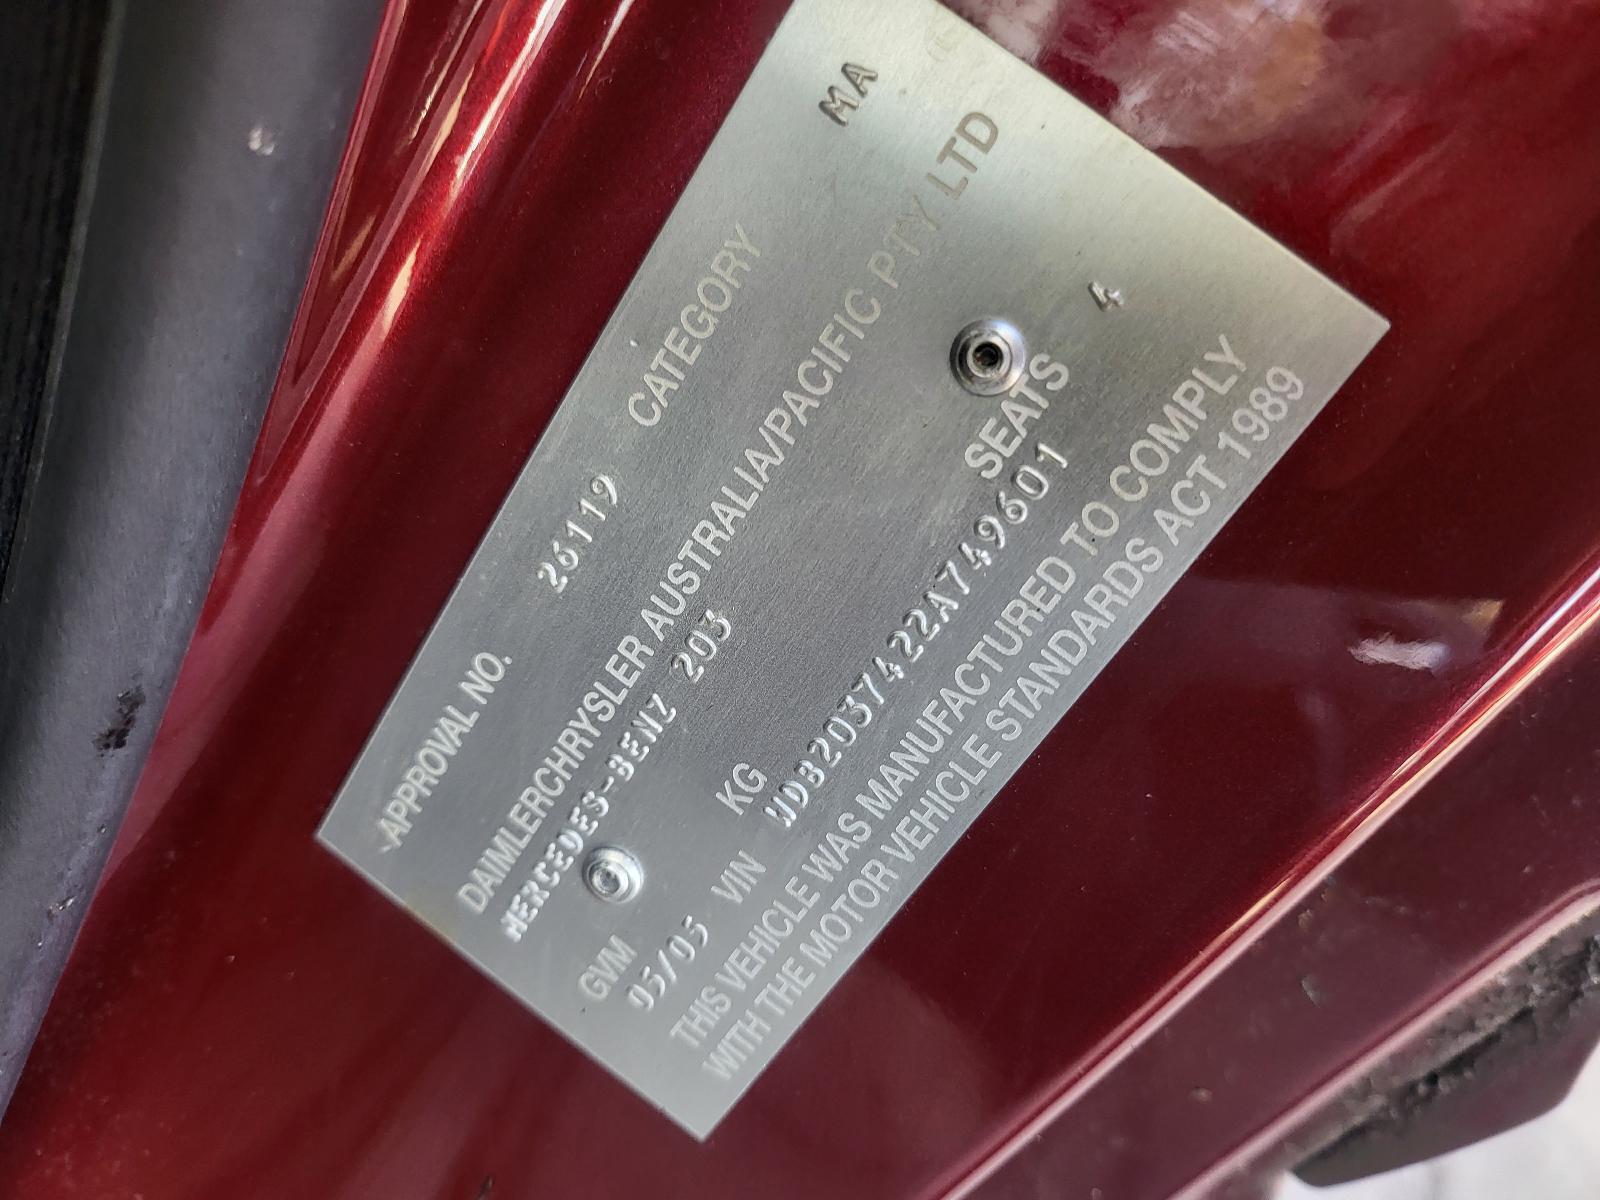 APPROVAL NO. 26119 CATEGORY MA
DAIMLERCHRYSLER AUSTRALIA/PACIFIC PTY. LTD
MERCEDES-BENZ 203
GVM KG SEATS 4
05/05 VIN WDB2037422A749601
THIS VEHICLE WAS MANUFACTURED TO COMPLY
WITH THE MOTOR VEHICLE STANDARDS ACT 1989